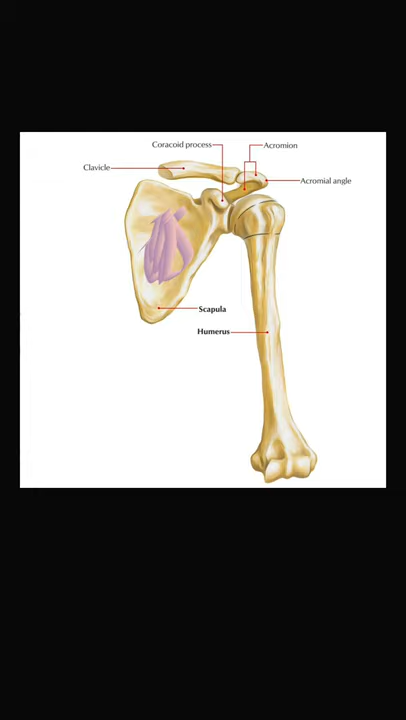 Coracoid process
Acromion
Clavicle
Acromial angle
Scapula
Humerus